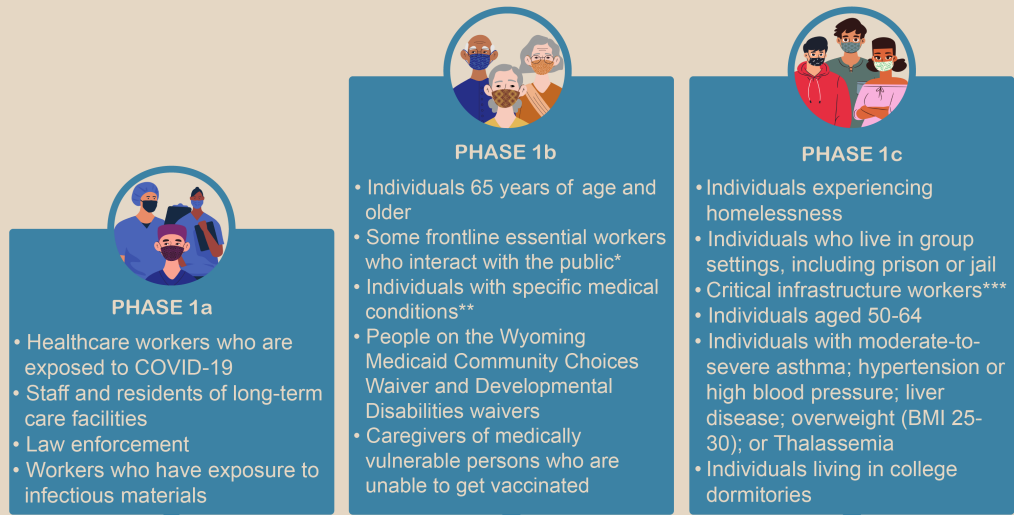 PHASE 1a
• Healthcare workers who are
exposed to COVID-19
• Staff and residents of long-term
care facilities
• Law enforcement
• Workers who have exposure to
infectious materials
PHASE 1b
• Individuals 65 years of age and
older
• Some frontline essential workers
who interact with the public*
• Individuals with specific medical
conditions**
• People on the Wyoming
Medicaid Community Choices
Waiver and Developmental
Disabilities waivers
• Caregivers of medically
vulnerable persons who are
unable to get vaccinated
PHASE 1c
• Individuals experiencing
homelessness
• Individuals who live in group
settings, including prison or jail
• Critical infrastructure workers***
• Individuals aged 50-64
• Individuals with moderate-to-
severe asthma; hypertension or
high blood pressure; liver
disease; overweight (BMI 25-
30); or Thalassemia
• Individuals living in college
dormitories